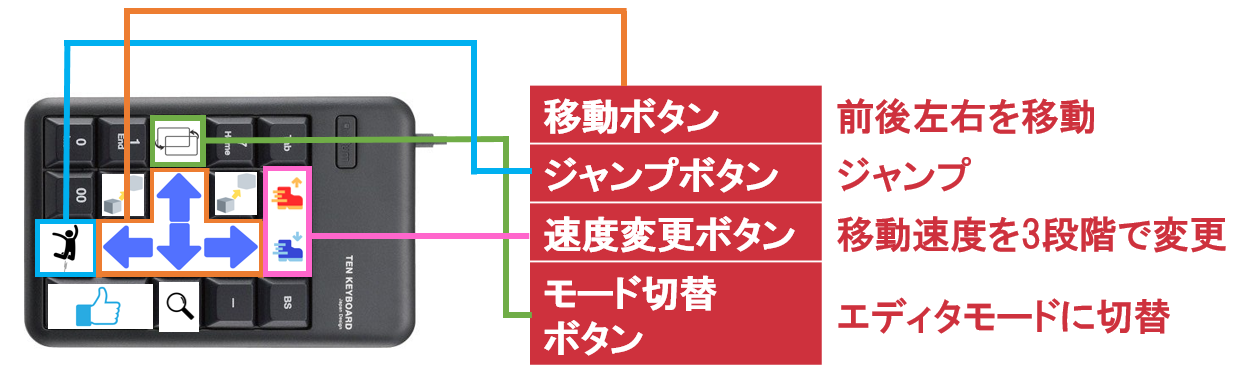 移動ボタン 前後左右を移動
ジャンプボタン ジャンプ
速度変更ボタン 移動速度を3段階で変更
モード切替
ボタン
エディタモードに切替
0
1
End
7
Home
Tab
00
BS
TEN KEYBOARD
Japan Design